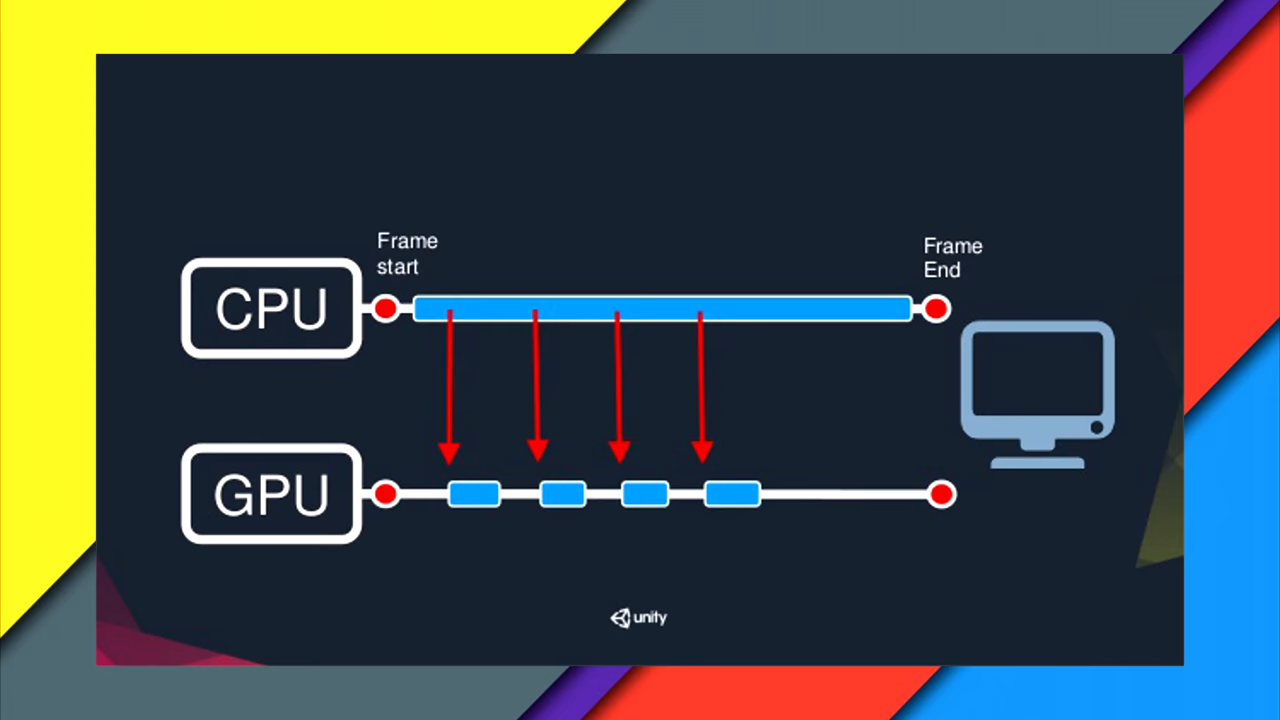 Frame
start
Frame
End
CPU
GPU
unity